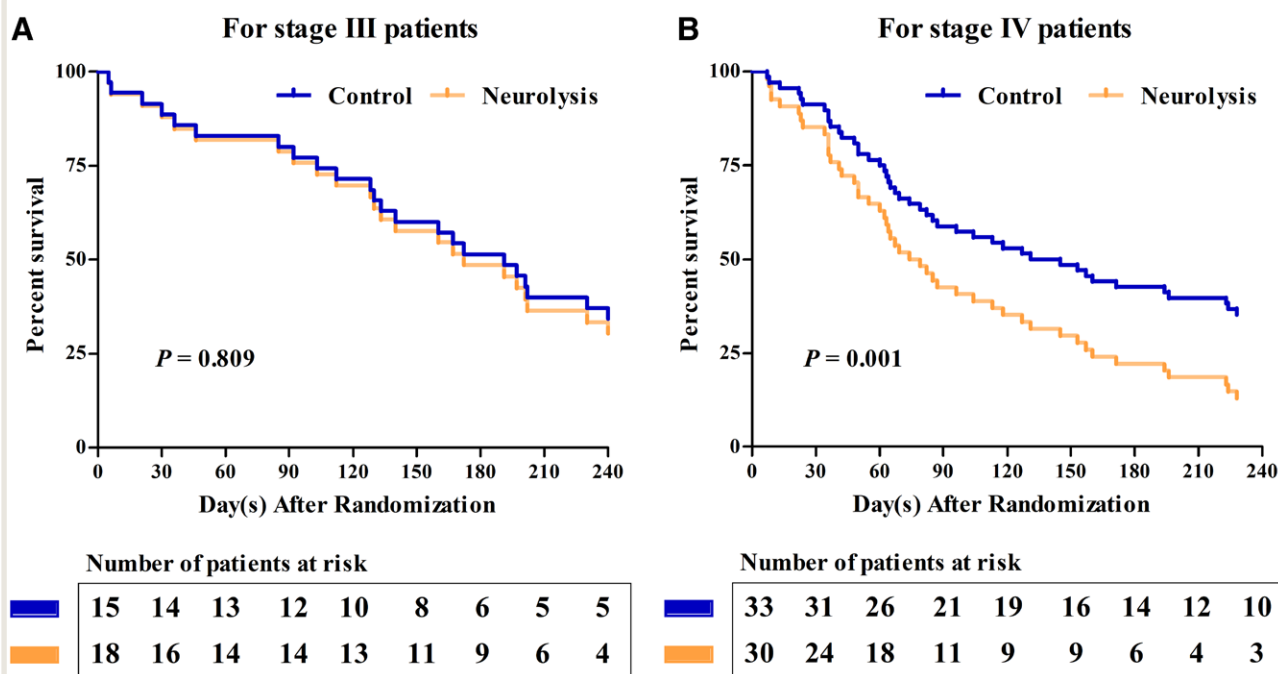 A
For stage III patients
Control
Neurolysis
Percent survival
100
75
50
25
0
P = 0.809
0 30 60 90 120 150 180 210 240
Day(s) After Randomization
Number of patients at risk
15 14 13 12 10 8 6 5 5
18 16 14 14 13 11 9 6 4
B
For stage IV patients
Control
Neurolysis
Percent survival
100
75
50
25
0
P = 0.001
0 30 60 90 120 150 180 210 240
Day(s) After Randomization
Number of patients at risk
33 31 26 21 19 16 14 12 10
30 24 18 11 9 9 6 4 3